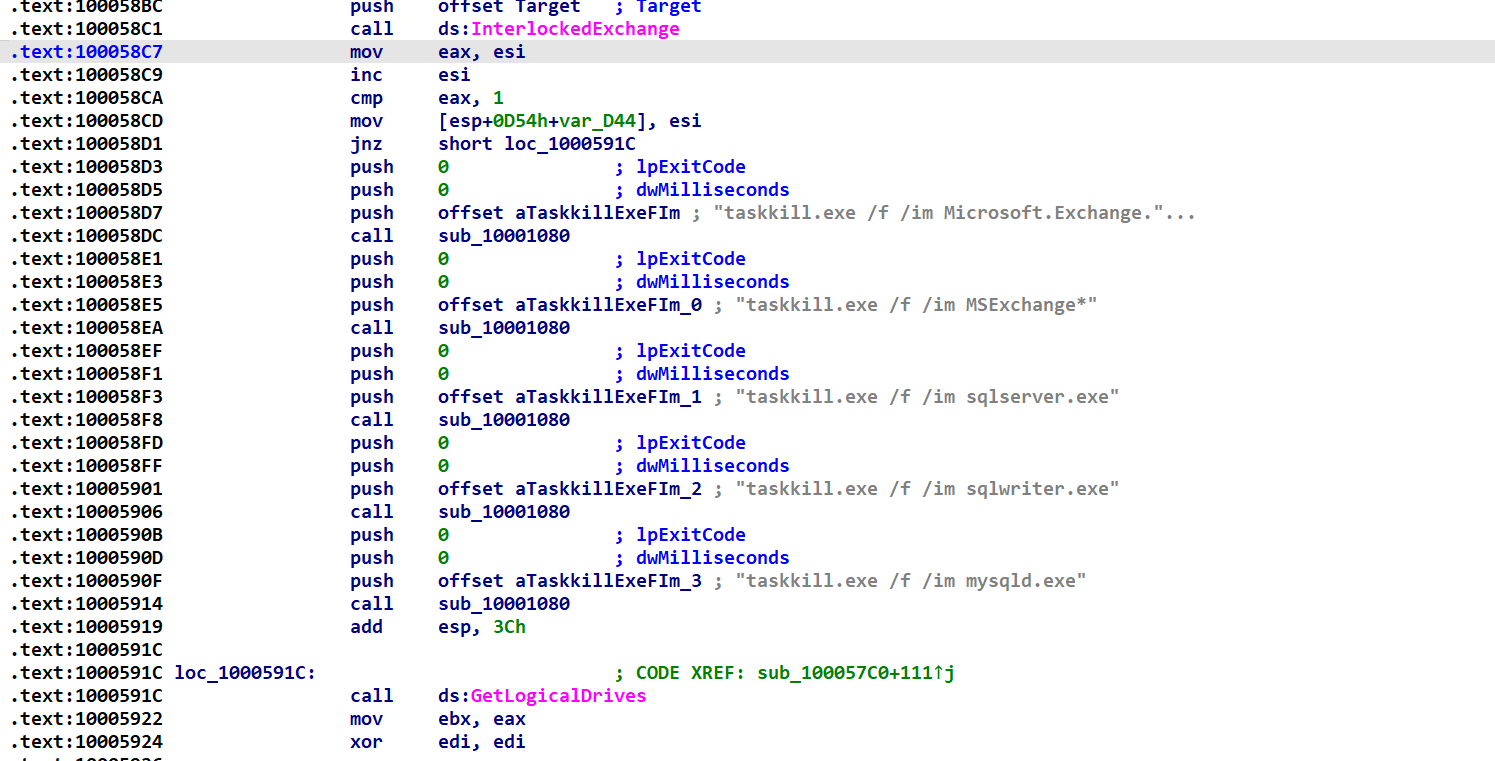 .text:100058BC push offset Target ; Target
.text:100058C1 call ds:InterlockedExchange
.text:100058C7 mov eax, esi
.text:100058C9 inc esi
.text:100058CA cmp eax, 1
.text:100058CD mov [esp+0D54h+var_D44], esi
.text:100058D1 jnz short loc_1000591C
.text:100058D3 push 0 ; lpExitCode
.text:100058D5 push 0 ; dwMilliseconds
.text:100058D7 push offset aTaskkillExeFIm ; "taskkill.exe /f /im Microsoft.Exchange."...
.text:100058DC call sub_10001080
.text:100058E1 push 0 ; lpExitCode
.text:100058E3 push 0 ; dwMilliseconds
.text:100058E5 push offset aTaskkillExeFIm_0 ; "taskkill.exe /f /im MSExchange*"
.text:100058EA call sub_10001080
.text:100058EF push 0 ; lpExitCode
.text:100058F1 push 0 ; dwMilliseconds
.text:100058F3 push offset aTaskkillExeFIm_1 ; "taskkill.exe /f /im sqlserver.exe"
.text:100058F8 call sub_10001080
.text:100058FD push 0 ; lpExitCode
.text:100058FF push 0 ; dwMilliseconds
.text:10005901 push offset aTaskkillExeFIm_2 ; "taskkill.exe /f /im sqlwriter.exe"
.text:10005906 call sub_10001080
.text:1000590B push 0 ; lpExitCode
.text:1000590D push 0 ; dwMilliseconds
.text:1000590F push offset aTaskkillExeFIm_3 ; "taskkill.exe /f /im mysqld.exe"
.text:10005914 call sub_10001080
.text:10005919 add esp, 3Ch
.text:1000591C
.text:1000591C loc_1000591C: ; CODE XREF: sub_100057C0+111↑j
.text:1000591C call ds:GetLogicalDrives
.text:10005922 mov ebx, eax
.text:10005924 xor edi, edi